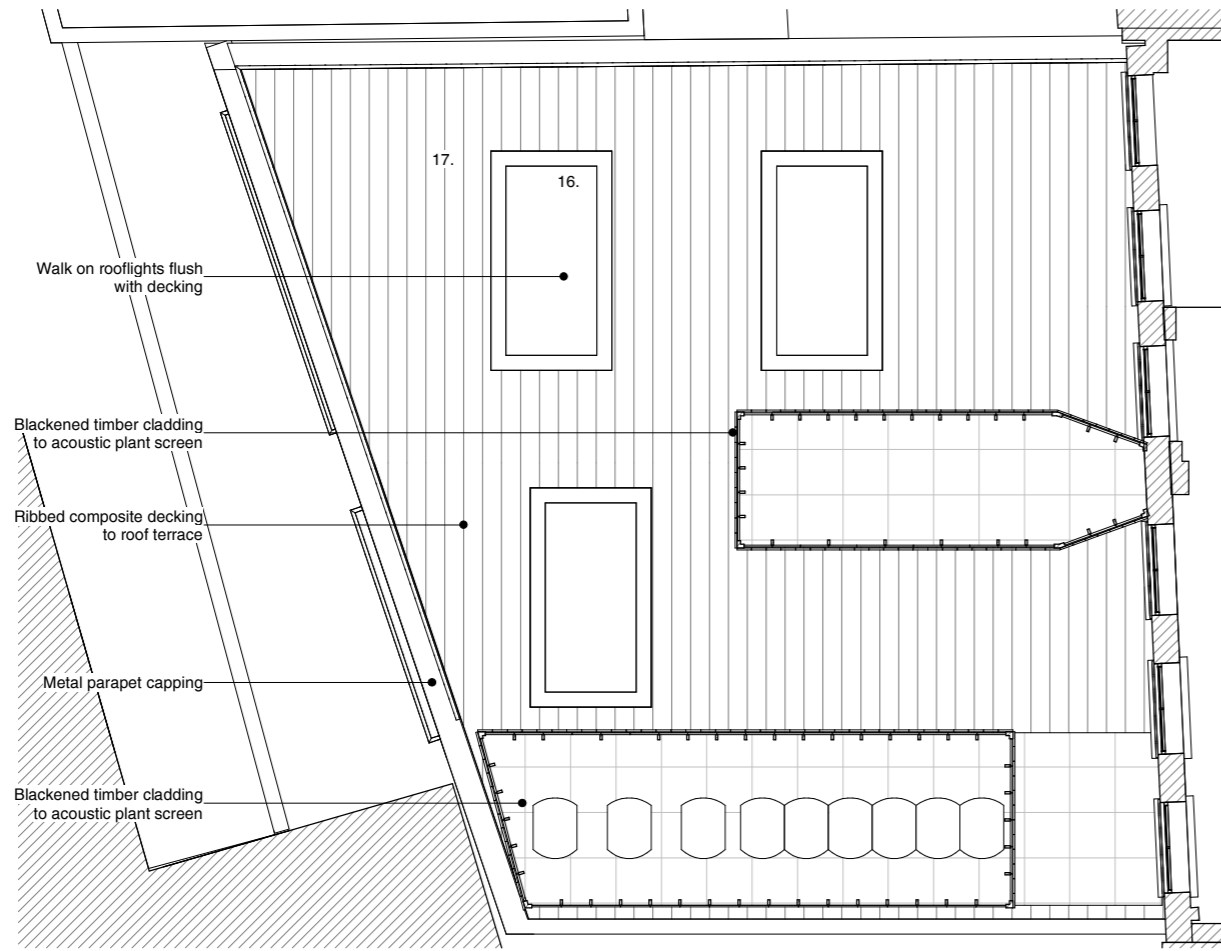 17.
16.
Walk on rooflights flush
with decking
Blackened timber cladding
to acoustic plant screen
Ribbed composite decking
to roof terrace
Metal parapet capping
Blackened timber cladding
to acoustic plant screen